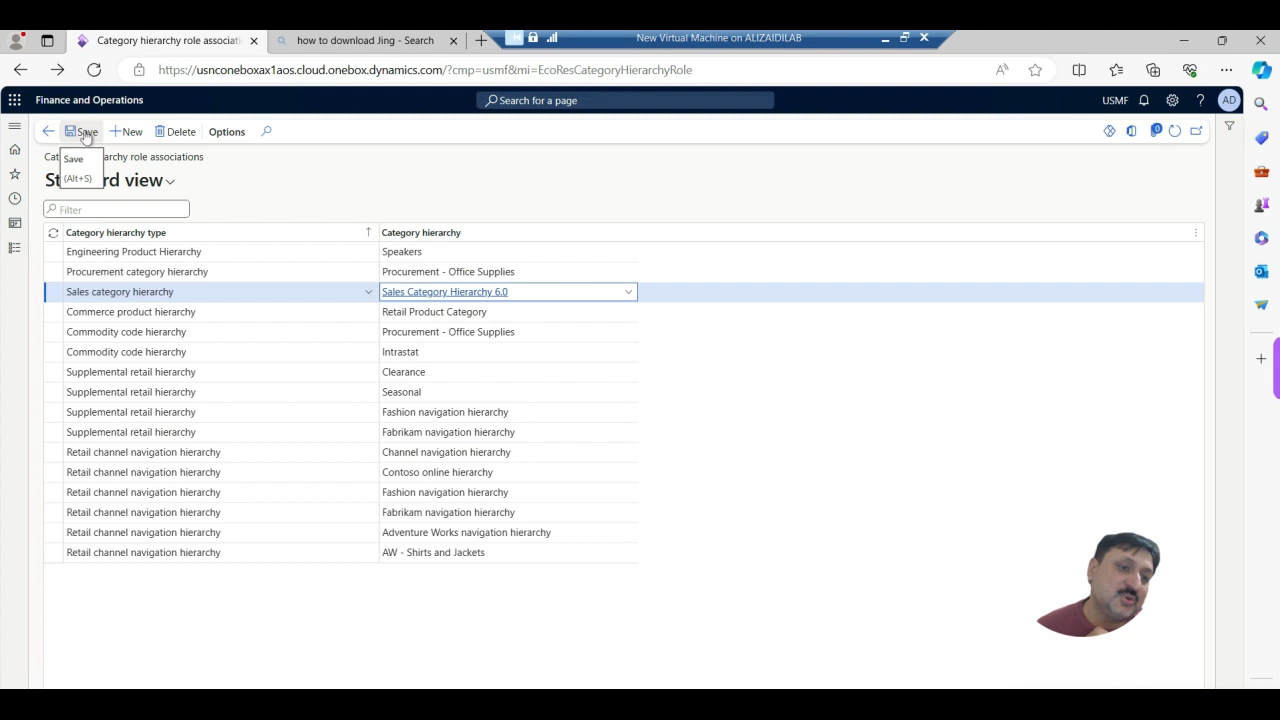 Category hierarchy role associati
how to download Jing - Search
New Virtual Machine on ALIZAIDILAB
https://usnconeboxax1aos.cloud.onebox.dynamics.com/?cmp=usmf&mi=EcoResCategoryHierarchyRole
Finance and Operations
Search for a page
USMF
AD
Save
New
Delete
Options
Save
(Alt+S)
Cat
archy role associations
St
rd view
Filter
Category hierarchy type
Category hierarchy
Engineering Product Hierarchy
Speakers
Procurement category hierarchy
Procurement - Office Supplies
Sales category hierarchy
Sales Category Hierarchy 6.0
Commerce product hierarchy
Retail Product Category
Commodity code hierarchy
Procurement - Office Supplies
Commodity code hierarchy
Intrastat
Supplemental retail hierarchy
Clearance
Supplemental retail hierarchy
Seasonal
Supplemental retail hierarchy
Fashion navigation hierarchy
Supplemental retail hierarchy
Fabrikam navigation hierarchy
Retail channel navigation hierarchy
Channel navigation hierarchy
Retail channel navigation hierarchy
Contoso online hierarchy
Retail channel navigation hierarchy
Fashion navigation hierarchy
Retail channel navigation hierarchy
Fabrikam navigation hierarchy
Retail channel navigation hierarchy
Adventure Works navigation hierarchy
Retail channel navigation hierarchy
AW - Shirts and Jackets